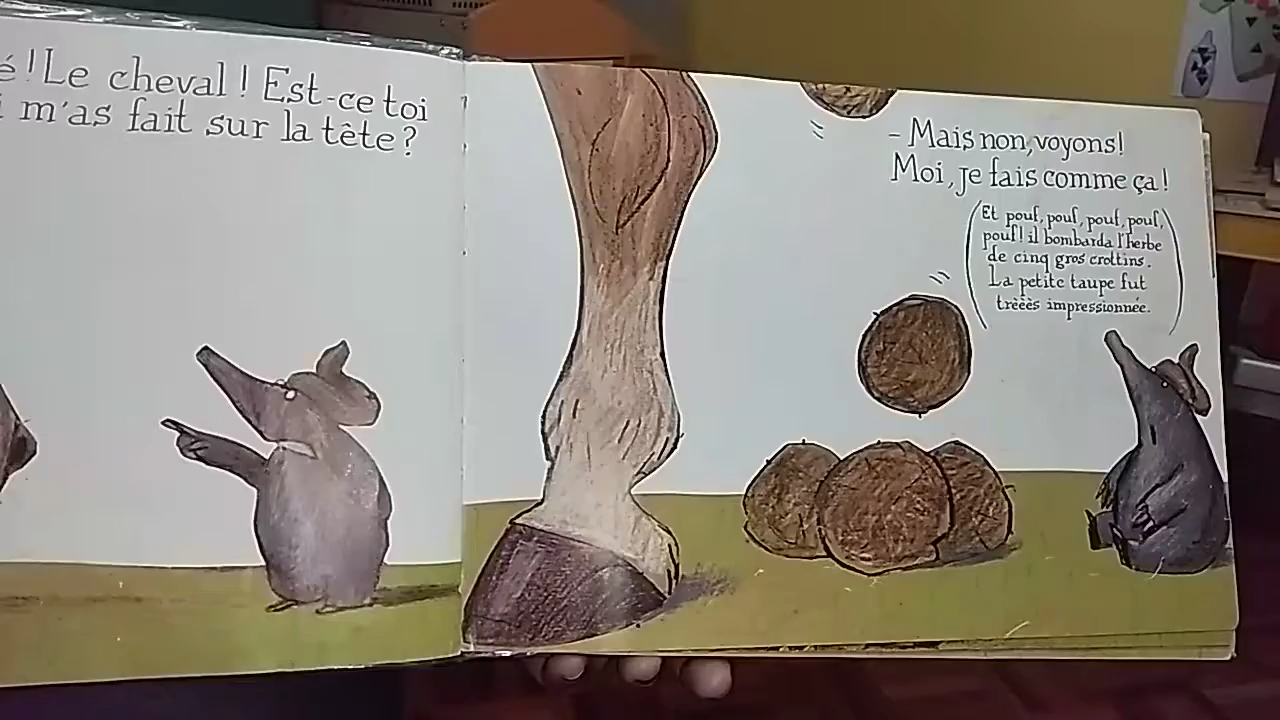 é! Le cheval! Est-ce toi
i m'as fait sur la tête?
- Mais non, voyons!
Moi, je fais comme ça!
(Et pouf, pouf, pouf, pouf,
pouf! il bombarda l'herbe
de cinq gros crottins.
La petite taupe fut
trèèès impressionnée.)